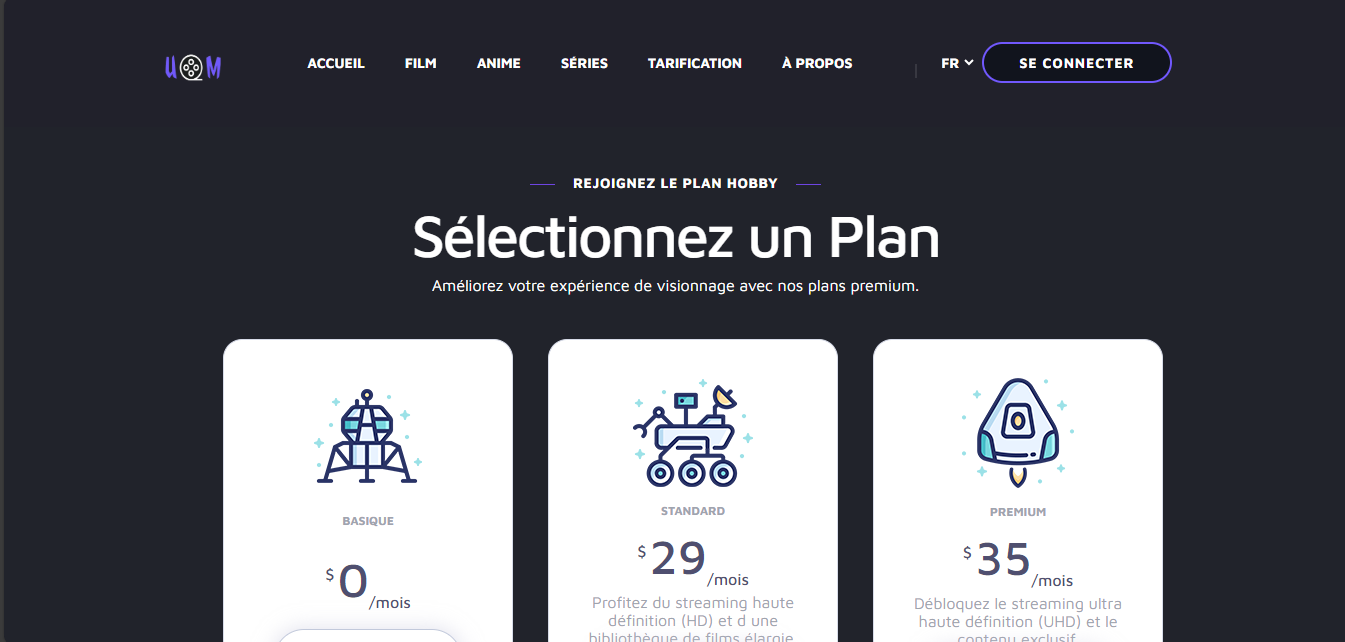 UOM
ACCUEIL FILM ANIME SÉRIES TARIFICATION À PROPOS | FR SE CONNECTER
REJOIGNEZ LE PLAN HOBBY
Sélectionnez un Plan
Améliorez votre expérience de visionnage avec nos plans premium.
BASIQUE
$0/mois
STANDARD
$29/mois
Profitez du streaming haute
définition (HD) et d une
bibliothèque de films élargie.
PREMIUM
$35/mois
Débloquez le streaming ultra
haute définition (UHD) et le
contenu exclusif.